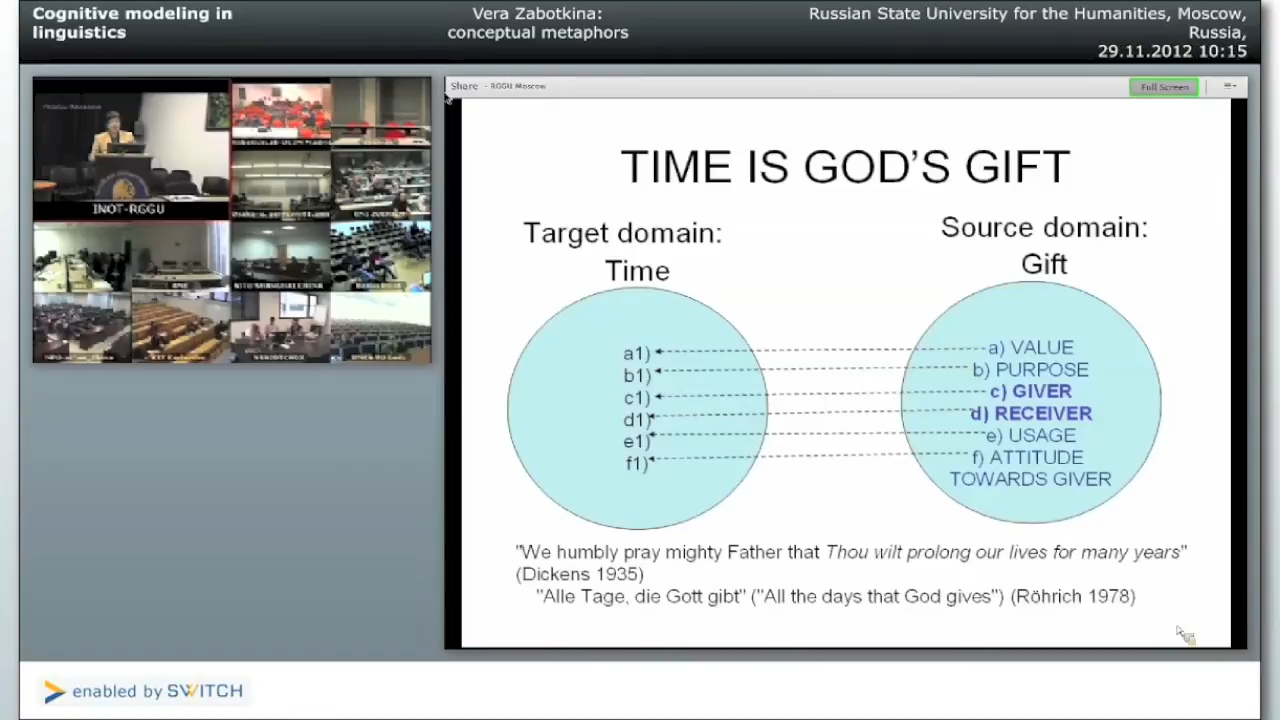 Cognitive modeling in
linguistics
Vera Zabotkina:
conceptual metaphors
Russian State University for the Humanities, Moscow,
Russia,
29.11.2012 10:15
Share - RGGU Moscow
Full Screen
INOT-RGGU
TIME IS GOD'S GIFT
Target domain:
Time
Source domain:
Gift
a1)
b1)
c1)
d1)
e1)
f1)
a) VALUE
b) PURPOSE
c) GIVER
d) RECEIVER
e) USAGE
f) ATTITUDE
TOWARDS GIVER
"We humbly pray mighty Father that Thou wilt prolong our lives for many years"
(Dickens 1935)
"Alle Tage, die Gott gibt" ("All the days that God gives") (Röhrich 1978)
enabled by SWITCH